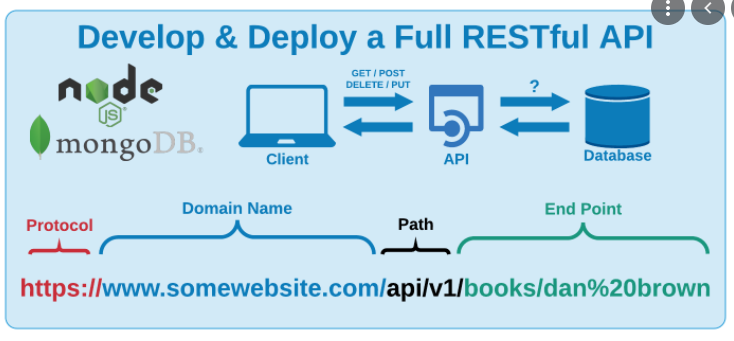 Develop & Deploy a Full RESTful API
node
JS
mongoDB.
GET / POST
DELETE / PUT
?
Client
API
Database
Protocol
Domain Name
Path
End Point
https://www.somewebsite.com/api/v1/books/dan%20brown